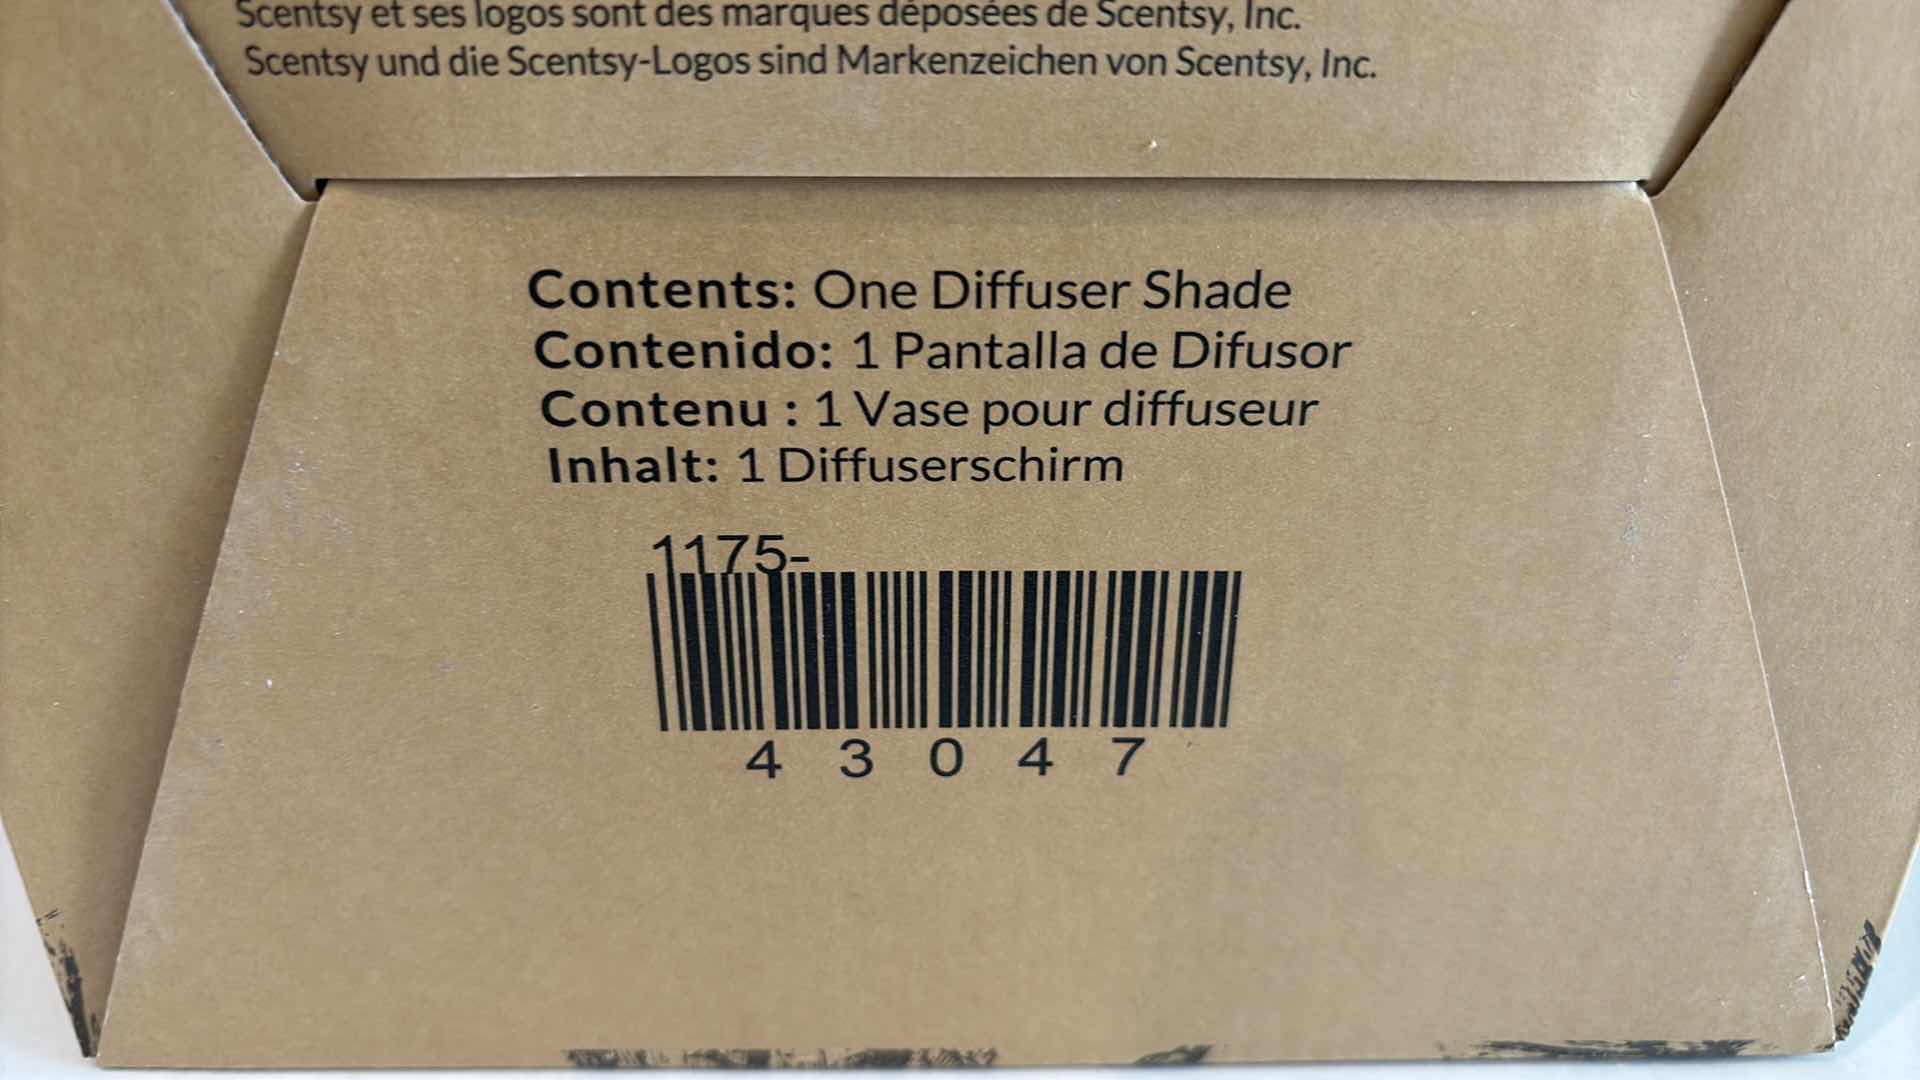 Scentsy et ses logos sont des marques déposées de Scentsy, Inc.
Scentsy und die Scentsy-Logos sind Markenzeichen von Scentsy, Inc.
Contents: One Diffuser Shade
Contenido: 1 Pantalla de Difusor
Contenu : 1 Vase pour diffuseur
Inhalt: 1 Diffuserschirm
1175-
4 3 0 4 7